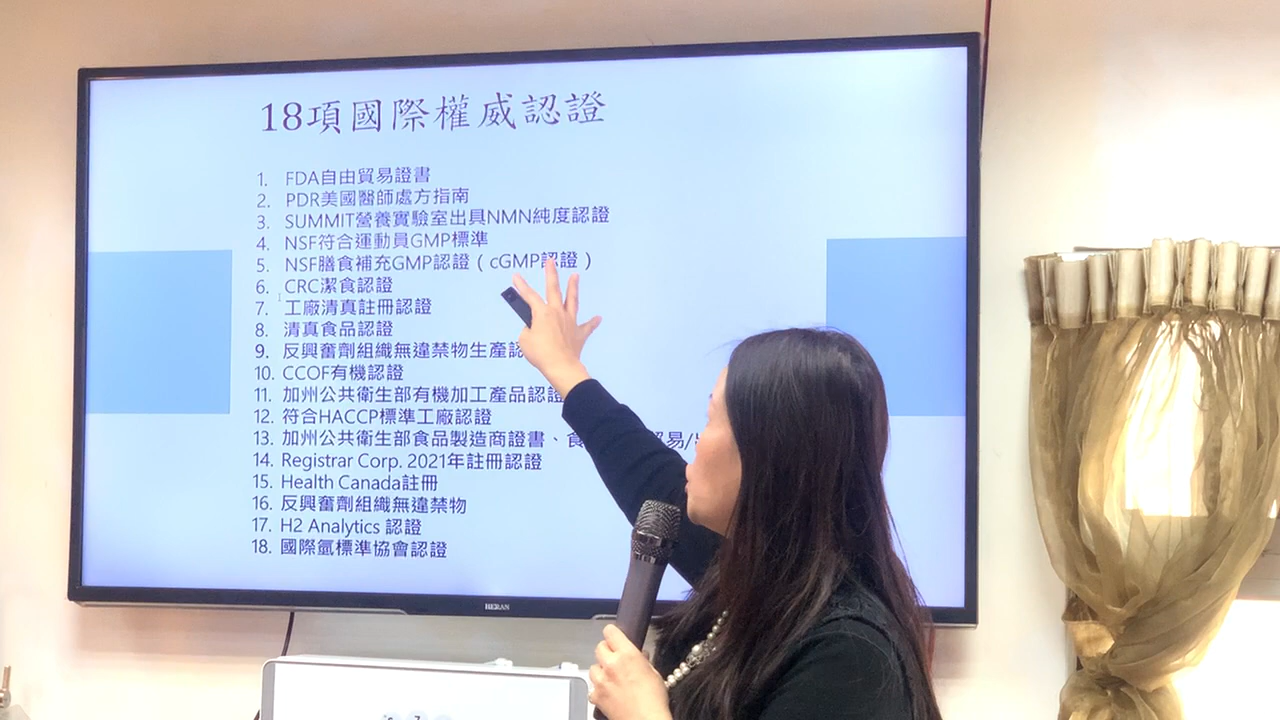 18項國際權威認證
1. FDA自由貿易證書
2. PDR美國醫師處方指南
3. SUMMIT營養實驗室出具NMN純度認證
4. NSF符合運動員GMP標準
5. NSF膳食補充GMP認證（cGMP認證）
6. CRC潔食認證
7. 工廠清真註冊認證
8. 清真食品認證
9. 反興奮劑組織無違禁物生產認
10. CCOF有機認證
11. 加州公共衛生部有機加工產品認證
12. 符合HACCP標準工廠認證
13. 加州公共衛生部食品製造商證書、食 易/
14. Registrar Corp. 2021年註冊認證
15. Health Canada註冊
16. 反興奮劑組織無違禁物
17. H2 Analytics 認證
18. 國際氫標準協會認證
HERAN